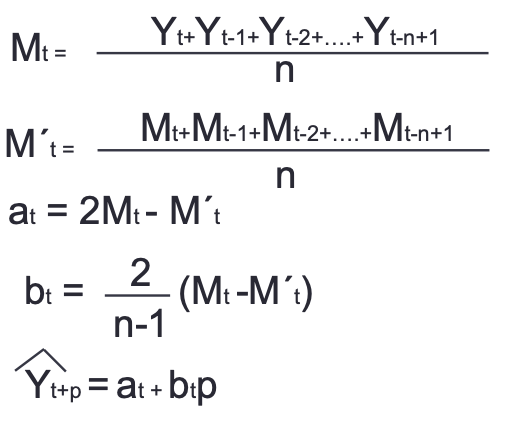 Mt = Yt+Yt-1+Yt-2+....+Yt-n+1
n
M´t = Mt+Mt-1+Mt-2+....+Mt-n+1
n
at = 2Mt - M´t
bt = 2 (Mt -M´t)
n-1
Yt+p = at + btp